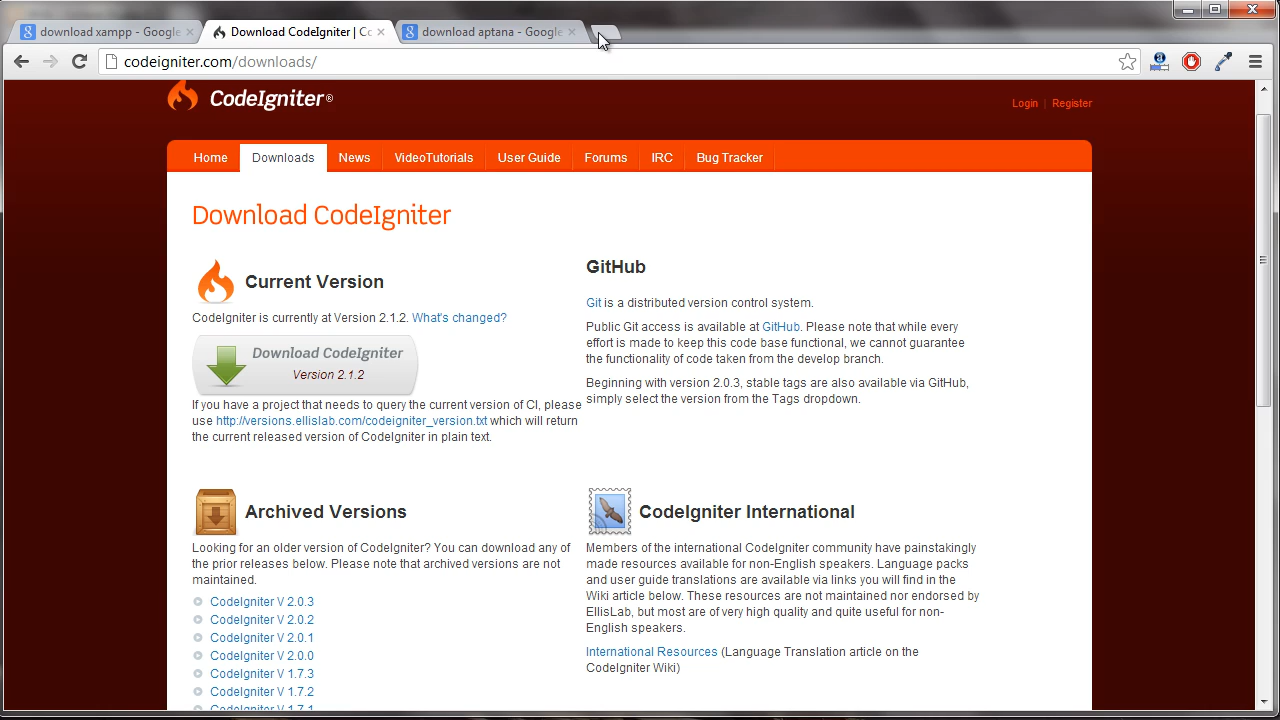 download xampp - Google
Download CodeIgniter | Co
download aptana - Google
codeigniter.com/downloads/
CodeIgniter®
Login | Register
Home
Downloads
News
VideoTutorials
User Guide
Forums
IRC
Bug Tracker
Download CodeIgniter
Current Version
CodeIgniter is currently at Version 2.1.2. What's changed?
Download CodeIgniter
Version 2.1.2
If you have a project that needs to query the current version of CI, please
use http://versions.ellislab.com/codeigniter_version.txt which will return
the current released version of CodeIgniter in plain text.
GitHub
Git is a distributed version control system.
Public Git access is available at GitHub. Please note that while every
effort is made to keep this code base functional, we cannot guarantee
the functionality of code taken from the develop branch.
Beginning with version 2.0.3, stable tags are also available via GitHub,
simply select the version from the Tags dropdown.
Archived Versions
Looking for an older version of CodeIgniter? You can download any of
the prior releases below. Please note that archived versions are not
maintained.
CodeIgniter V 2.0.3
CodeIgniter V 2.0.2
CodeIgniter V 2.0.1
CodeIgniter V 2.0.0
CodeIgniter V 1.7.3
CodeIgniter V 1.7.2
CodeIgniter V 1.7.1
CodeIgniter International
Members of the international CodeIgniter community have painstakingly
made resources available for non-English speakers. Language packs
and user guide translations are available via links you will find in the
Wiki article below. These resources are not maintained nor endorsed by
EllisLab, but most are of very high quality and quite useful for non-
English speakers.
International Resources (Language Translation article on the
CodeIgniter Wiki)